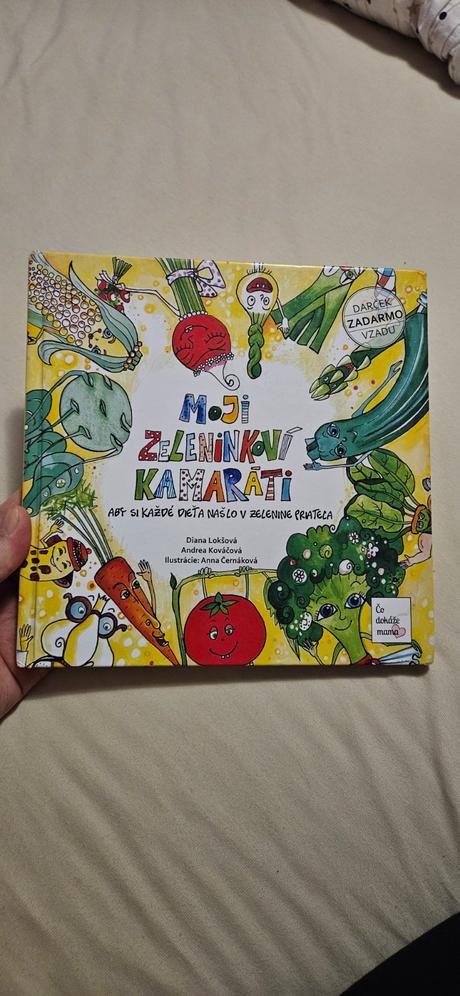 DARČEK
ZADARMO
VZADU
MOJI
ZELENINKOVÍ
KAMARÁTI
ABY SI KAŽDÉ DIEŤA NAŠLO V ZELENINE PRIATEĽA
Diana Lokšová
Andrea Kováčová
Ilustrácie: Anna Černáková
Čo
dokáže
mama